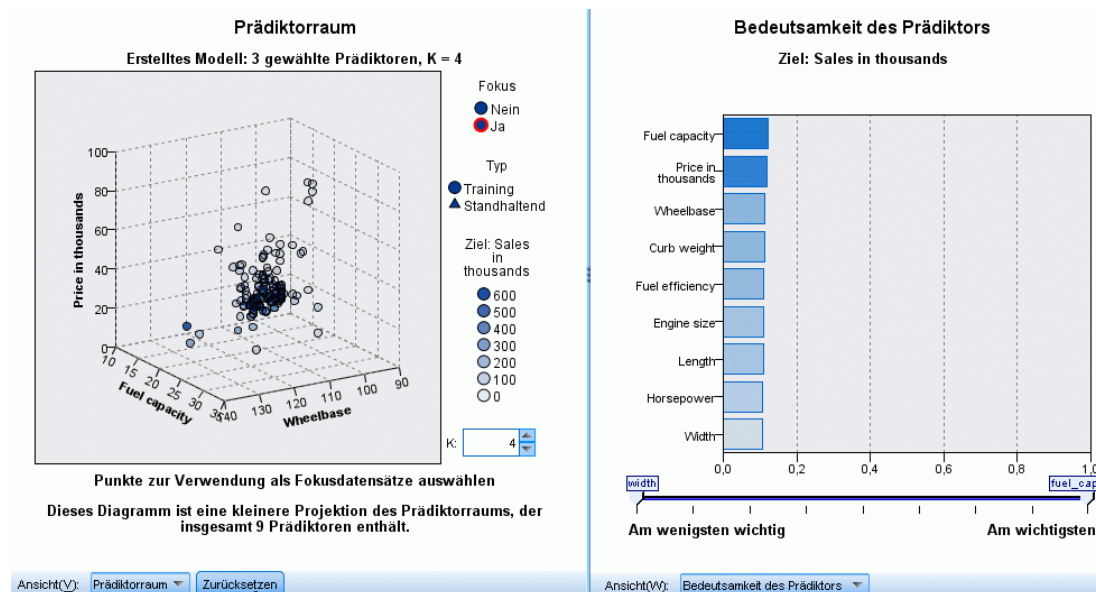 Prädiktorraum
Erstelltes Modell: 3 gewählte Prädiktoren, K = 4
Fokus
Nein
Ja
Typ
Training
Standhaltend
Ziel: Sales
in
thousands
600
500
400
300
200
100
0
K: 4
Price in thousands
100
80
60
40
20
0
10
15
20
25
30
35
Fuel capacity
140
130
120
110
100
90
Wheelbase
Punkte zur Verwendung als Fokusdatensätze auswählen
Dieses Diagramm ist eine kleinere Projektion des Prädiktorraums, der
insgesamt 9 Prädiktoren enthält.
Ansicht(V): Prädiktorraum Zurücksetzen
Bedeutsamkeit des Prädiktors
Ziel: Sales in thousands
Fuel capacity
Price in
thousands
Wheelbase
Curb weight
Fuel efficiency
Engine size
Length
Horsepower
Width
0,0 0,2 0,4 0,6 0,8 1,0
width fuel_cap
Am wenigsten wichtig Am wichtigsten
Ansicht(W): Bedeutsamkeit des Prädiktors